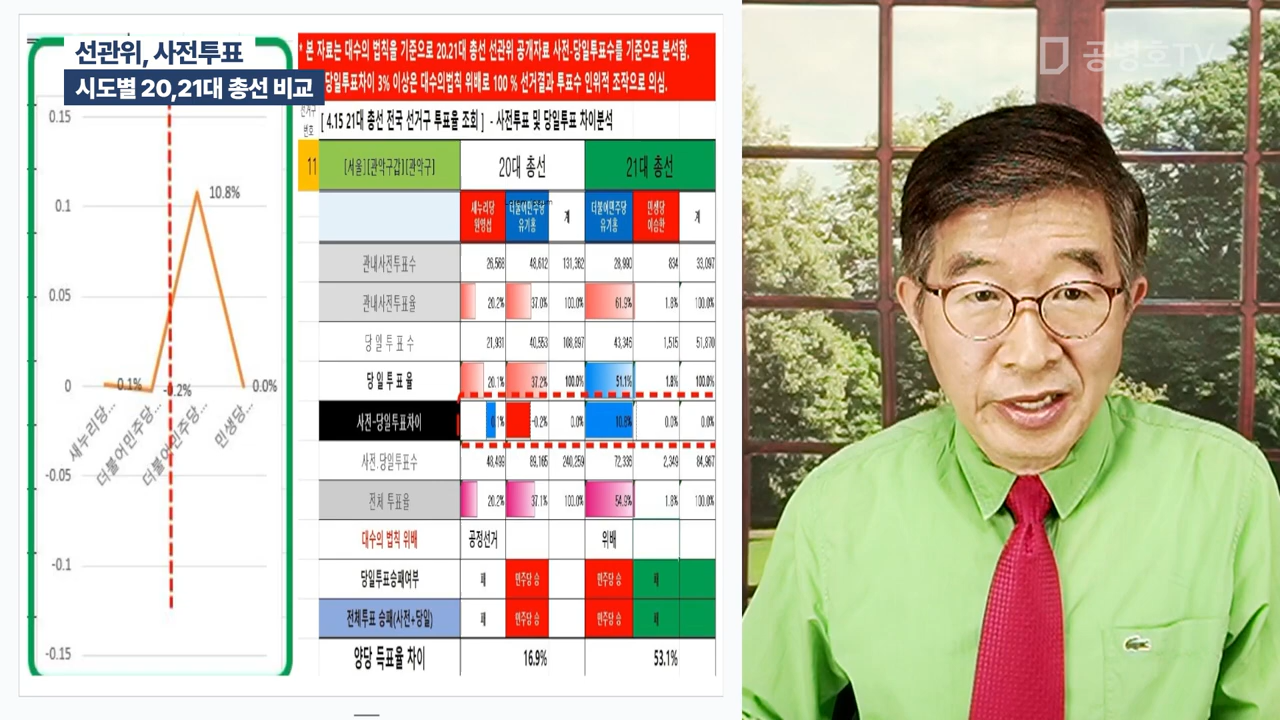 선관위, 사전투표
시도별 20,21대 총선 비교
* 본 자료는 대수의 법칙을 기준으로 20.21대 총선 선관위 공개자료 사전-당일투표수를 기준으로 분석함.
당일투표차이 3% 이상은 대수의법칙 위배로 100 % 선거결과 투표수 인위적 조작으로 의심.
번호 [ 4.15 21대 총선 전국 선거구 투표율 조회 ] - 사전투표 및 당일투표 차이분석
11 [서울][관악구갑][관악구] 20대 총선 21대 총선
새누리당 더불어민주당 계 더불어민주당 민생당 계
원영섭 유기홍 유기홍 이승한
관내사전투표수 26,568 48,612 131,362 28,990 834 33,097
관내사전투표율 20.2% 37.0% 100.0% 61.9% 1.8% 100.0%
당 일 투 표 수 21,931 40,553 108,897 43,346 1,515 51,870
당 일 투 표 율 20.1% 37.2% 100.0% 51.1% 1.8% 100.0%
사전-당일투표차이 0.1% -0.2% 0.0% 10.8% 0.0% 0.0%
사전.당일투표수 48,499 89,165 240,259 72,336 2,349 84,967
전체 투표율 20.2% 37.1% 100.0% 54.9% 1.8% 100.0%
대수의 법칙 위배 공정선거 위배
당일투표승패여부 패 민주당 승 민주당 승 패
전체투표 승패(사전+당일) 패 민주당 승 민주당 승 패
양당 득표율 차이 16.9% 53.1%
0.15
0.1
0.05
0
-0.05
-0.1
-0.15
10.8%
0.1%
-0.2%
0.0%
새누리당...
더불어민주당...
더불어민주당...
민생당...
공병호TV